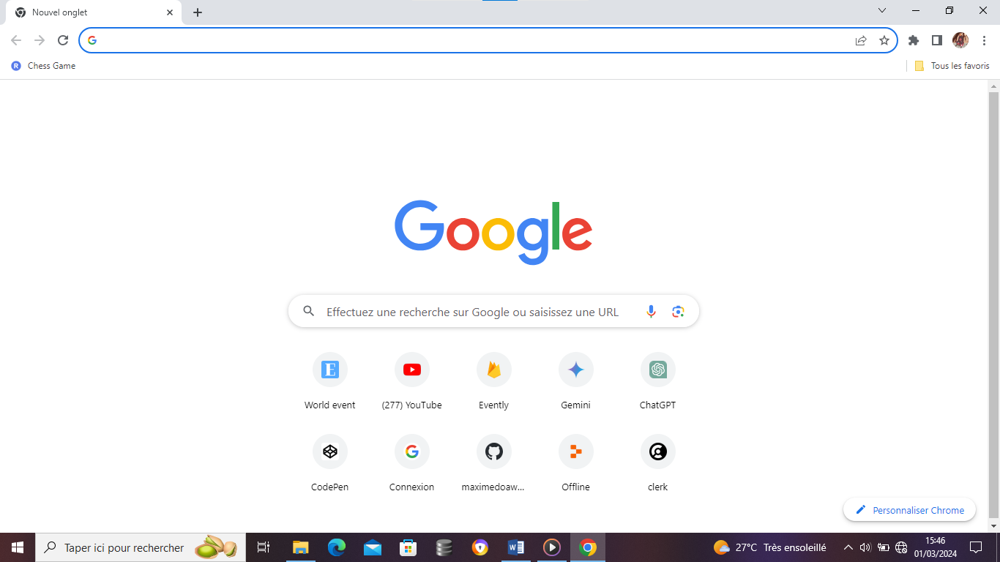 Nouvel onglet
Chess Game
Tous les favoris
Google
Effectuez une recherche sur Google ou saisissez une URL
World event
(277) YouTube
Evently
Gemini
ChatGPT
CodePen
Connexion
maximedoaw...
Offline
clerk
Personnaliser Chrome
Taper ici pour rechercher
27°C Très ensoleillé
15:46
01/03/2024